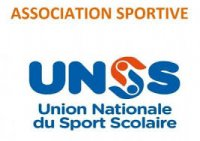 ASSOCIATION SPORTIVE
UNSS
Union Nationale
du Sport Scolaire